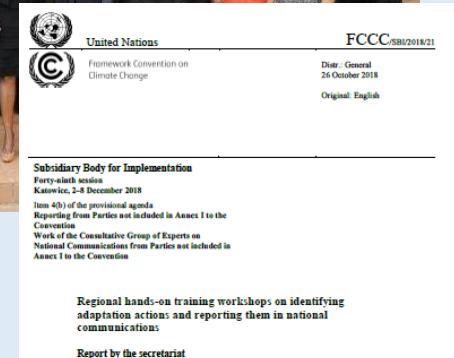 United Nations
FCCC/SBI/2018/21
Framework Convention on
Climate Change
Distr.: General
26 October 2018
Original: English
Subsidiary Body for Implementation
Forty-ninth session
Katowice, 2–8 December 2018
Item 4(b) of the provisional agenda
Reporting from Parties not included in Annex I to the
Convention
Work of the Consultative Group of Experts on
National Communications from Parties not included in
Annex I to the Convention
Regional hands-on training workshops on identifying
adaptation actions and reporting them in national
communications
Report by the secretariat